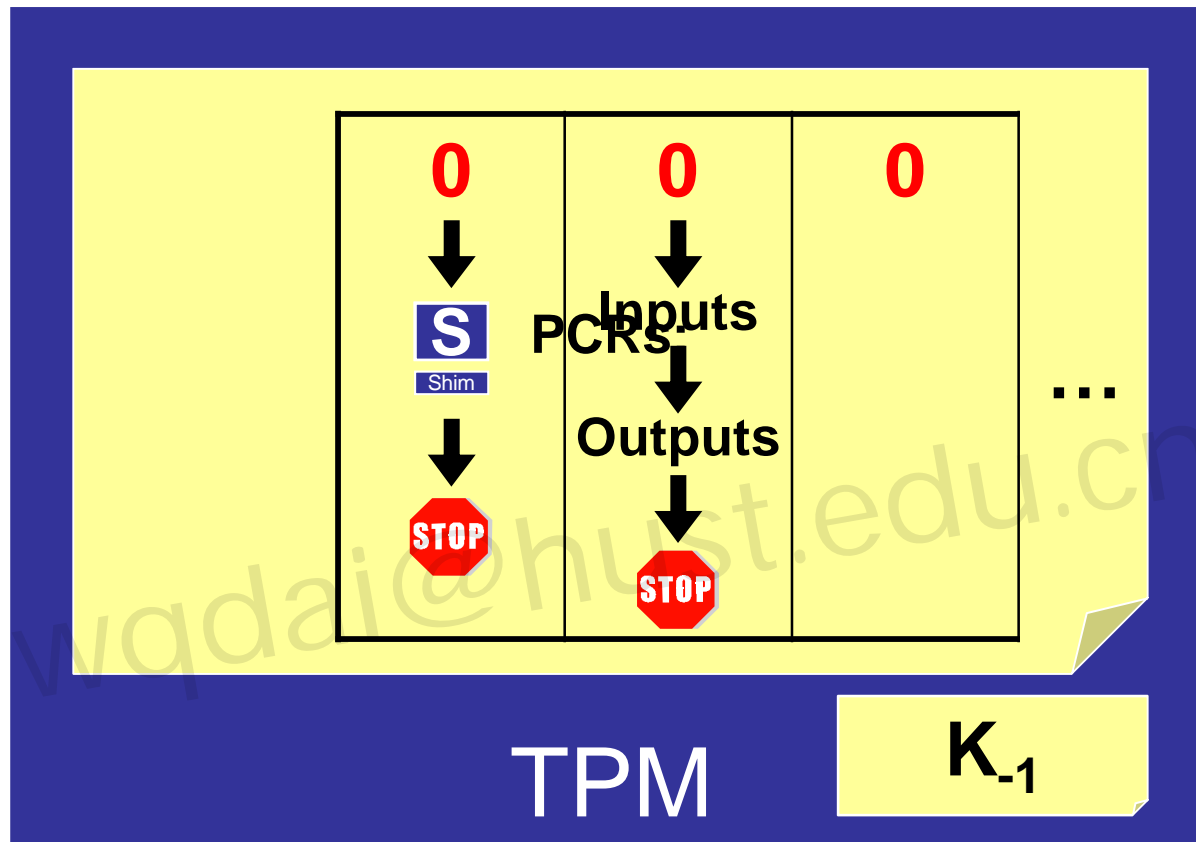 0 0 0
S
Shim
PCRs:
Inputs
Outputs
...
STOP
STOP
wqdai@hust.edu.cn
TPM
K-1